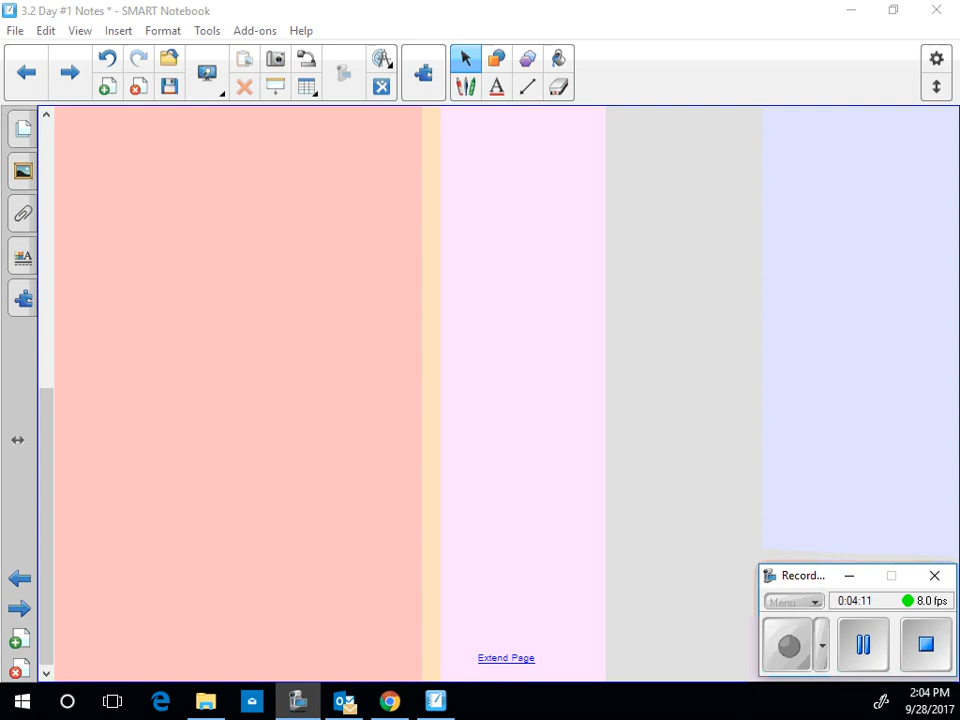 3.2 Day #1 Notes * - SMART Notebook
File Edit View Insert Format Tools Add-ons Help
Extend Page
Record...
Menu 0:04:11 8.0 fps
2:04 PM
9/28/2017